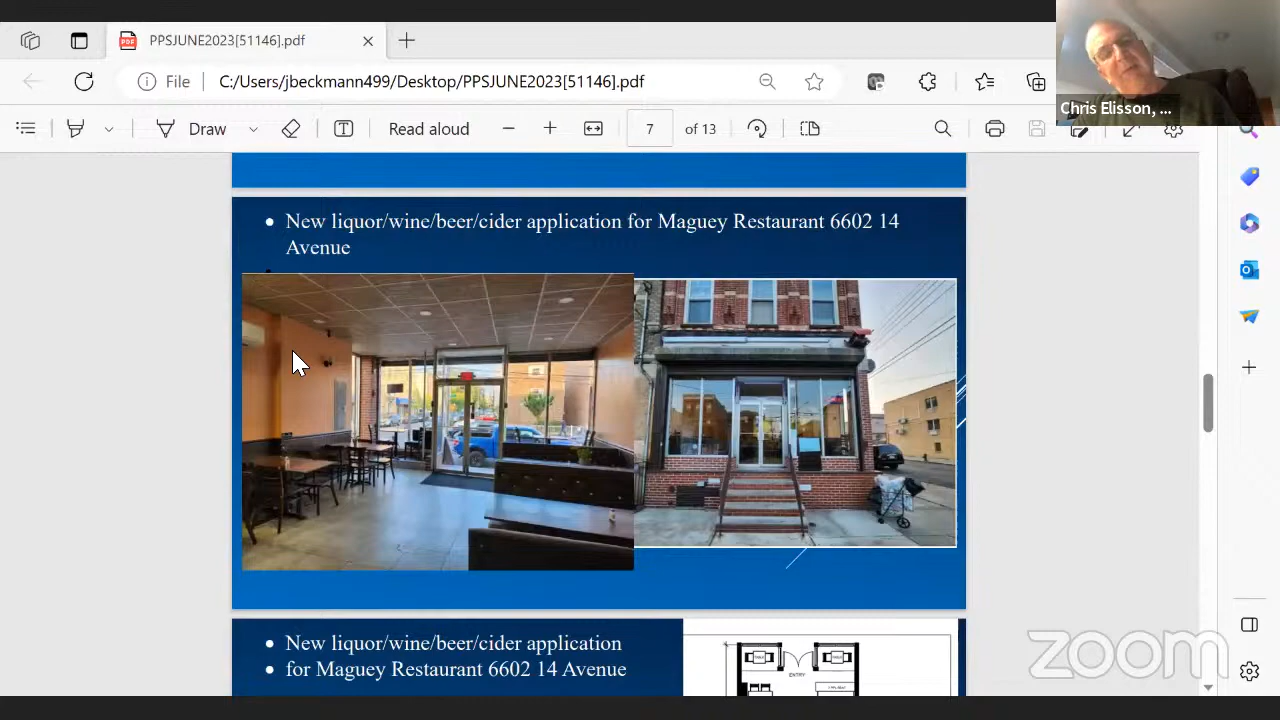 PPSJUNE2023[51146].pdf
File C:/Users/jbeckmann499/Desktop/PPSJUNE2023[51146].pdf
Draw Read aloud 7 of 13
Chris Elisson, ...
• New liquor/wine/beer/cider application for Maguey Restaurant 6602 14
Avenue
• New liquor/wine/beer/cider application
• for Maguey Restaurant 6602 14 Avenue
ENTRY
zoom